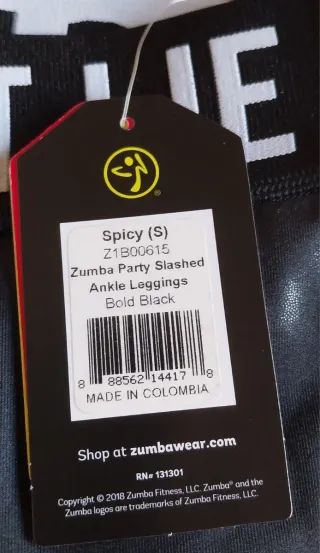 LIE
Spicy (S)
Z1B00615
Zumba Party Slashed
Ankle Leggings
Bold Black
8 88562 14417 8
MADE IN COLOMBIA
Shop at zumbawear.com
RN# 131301
Copyright © 2018 Zumba Fitness, LLC. Zumba® and the
Zumba logos are trademarks of Zumba Fitness, LLC.